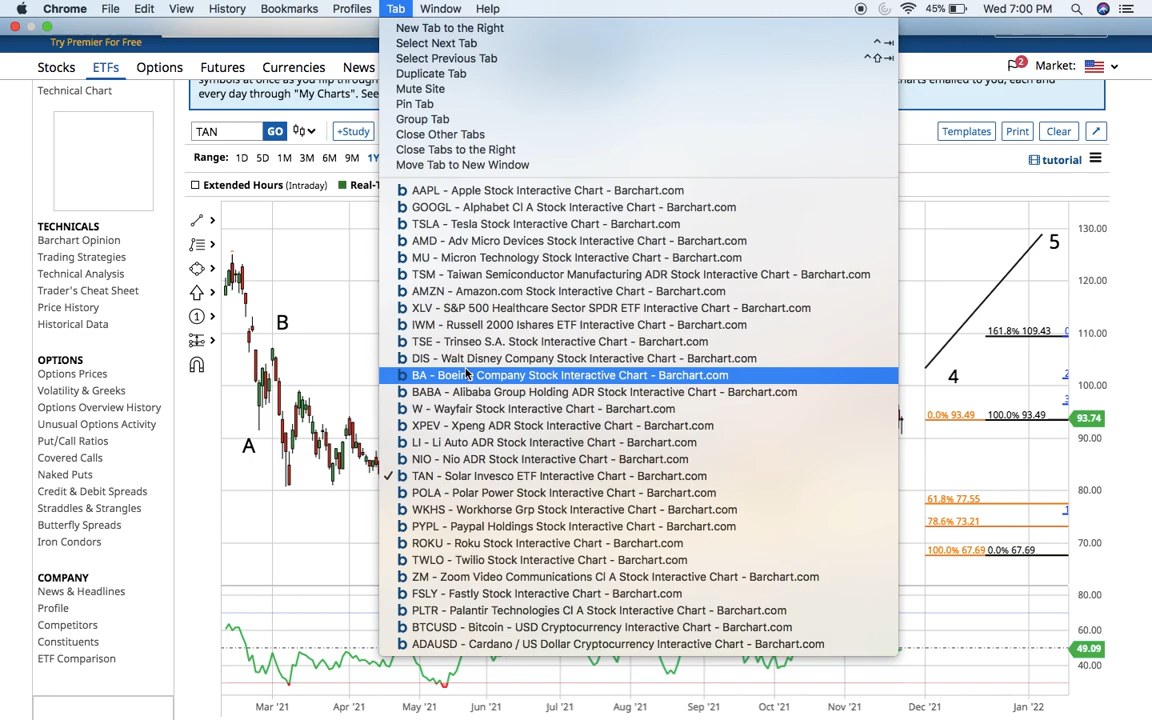 Chrome File Edit View History Bookmarks Profiles Tab Window Help 45% Wed 7:00 PM
Try Premier For Free
Stocks ETFs Options Futures Currencies News Market:
2
symbols at once as you flip through
every day through "My Charts". See
charts emailed to you, each and
TAN GO +Study Templates Print Clear
Range: 1D 5D 1M 3M 6M 9M 1Y
tutorial
Extended Hours (Intraday) Real-T
Technical Chart
TECHNICALS
Barchart Opinion
Trading Strategies
Technical Analysis
Trader's Cheat Sheet
Price History
Historical Data
OPTIONS
Options Prices
Volatility & Greeks
Options Overview History
Unusual Options Activity
Put/Call Ratios
Covered Calls
Naked Puts
Credit & Debit Spreads
Straddles & Strangles
Butterfly Spreads
Iron Condors
COMPANY
News & Headlines
Profile
Competitors
Constituents
ETF Comparison
New Tab to the Right
Select Next Tab
Select Previous Tab
Duplicate Tab
Mute Site
Pin Tab
Group Tab
Close Other Tabs
Close Tabs to the Right
Move Tab to New Window
AAPL - Apple Stock Interactive Chart - Barchart.com
GOOGL - Alphabet Cl A Stock Interactive Chart - Barchart.com
TSLA - Tesla Stock Interactive Chart - Barchart.com
AMD - Adv Micro Devices Stock Interactive Chart - Barchart.com
MU - Micron Technology Stock Interactive Chart - Barchart.com
TSM - Taiwan Semiconductor Manufacturing ADR Stock Interactive Chart - Barchart.com
AMZN - Amazon.com Stock Interactive Chart - Barchart.com
XLV - S&P 500 Healthcare Sector SPDR ETF Interactive Chart - Barchart.com
IWM - Russell 2000 Ishares ETF Interactive Chart - Barchart.com
TSE - Trinseo S.A. Stock Interactive Chart - Barchart.com
DIS - Walt Disney Company Stock Interactive Chart - Barchart.com
BA - Boeing Company Stock Interactive Chart - Barchart.com
BABA - Alibaba Group Holding ADR Stock Interactive Chart - Barchart.com
W - Wayfair Stock Interactive Chart - Barchart.com
XPEV - Xpeng ADR Stock Interactive Chart - Barchart.com
LI - Li Auto ADR Stock Interactive Chart - Barchart.com
NIO - Nio ADR Stock Interactive Chart - Barchart.com
TAN - Solar Invesco ETF Interactive Chart - Barchart.com
POLA - Polar Power Stock Interactive Chart - Barchart.com
WKHS - Workhorse Grp Stock Interactive Chart - Barchart.com
PYPL - Paypal Holdings Stock Interactive Chart - Barchart.com
ROKU - Roku Stock Interactive Chart - Barchart.com
TWLO - Twilio Stock Interactive Chart - Barchart.com
ZM - Zoom Video Communications Cl A Stock Interactive Chart - Barchart.com
FSLY - Fastly Stock Interactive Chart - Barchart.com
PLTR - Palantir Technologies Cl A Stock Interactive Chart - Barchart.com
BTCUSD - Bitcoin - USD Cryptocurrency Interactive Chart - Barchart.com
ADAUSD - Cardano / US Dollar Cryptocurrency Interactive Chart - Barchart.com
A
B
4
5
161.8% 109.43
0.0% 93.49 100.0% 93.49
61.8% 77.55
78.6% 73.21
100.0% 67.69 0.0% 67.69
130.00
120.00
110.00
100.00
93.74
90.00
80.00
70.00
80.00
60.00
49.09
40.00
Mar '21 Apr '21 May '21 Jun '21 Jul '21 Aug '21 Sep '21 Oct '21 Nov '21 Dec '21 Jan '22